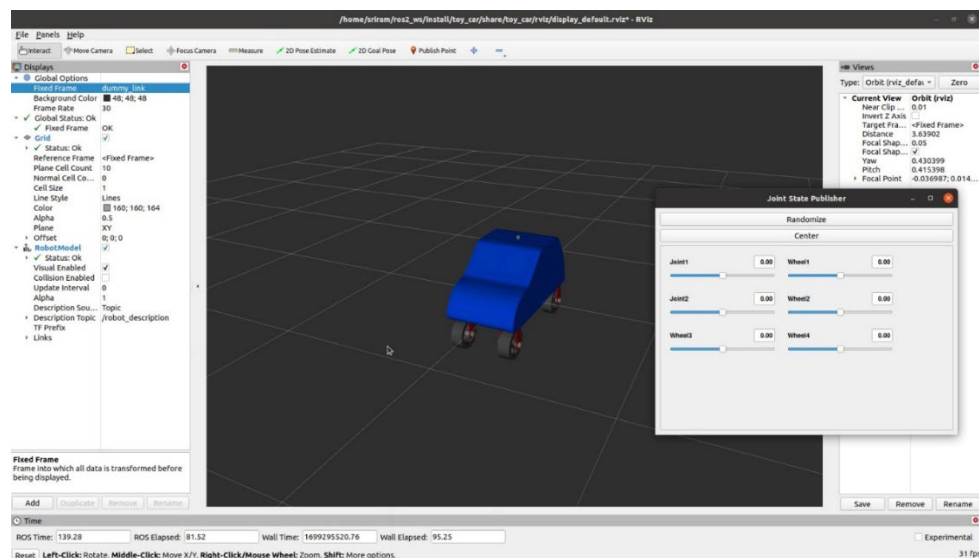 /home/sriram/ros2_ws/install/toy_car/share/toy_car/rviz/display_default.rviz* - RViz
File Panels Help
Interact Move Camera Select Focus Camera Measure 2D Pose Estimate 2D Goal Pose Publish Point
Displays
Global Options
Fixed Frame dummy_link
Background Color 48; 48; 48
Frame Rate 30
Global Status: Ok
Fixed Frame OK
Grid
Status: Ok
Reference Frame <Fixed Frame>
Plane Cell Count 10
Normal Cell Co... 0
Cell Size 1
Line Style Lines
Color 160; 160; 164
Alpha 0.5
Plane XY
Offset 0; 0; 0
RobotModel
Status: Ok
Visual Enabled
Collision Enabled
Update Interval 0
Alpha 1
Description Sou... Topic
Description Topic /robot_description
TF Prefix
Links
Fixed Frame
Frame into which all data is transformed before
being displayed.
Add Duplicate Remove Rename
Views
Type: Orbit (rviz_defau Zero
Current View Orbit (rviz)
Near Clip ... 0.01
Invert Z Axis
Target Fra... <Fixed Frame>
Distance 3.63902
Focal Shap... 0.05
Focal Shap...
Yaw 0.430399
Pitch 0.415398
Focal Point -0.036987; 0.014...
Joint State Publisher
Randomize
Center
Joint1 0.00 Wheel1 0.00
Joint2 0.00 Wheel2 0.00
Wheel3 0.00 Wheel4 0.00
Save Remove Rename
Time
ROS Time: 139.28 ROS Elapsed: 81.52 Wall Time: 1699295520.76 Wall Elapsed: 95.25 Experimental
Reset Left-Click: Rotate. Middle-Click: Move X/Y. Right-Click/Mouse Wheel: Zoom. Shift: More options. 31 fps